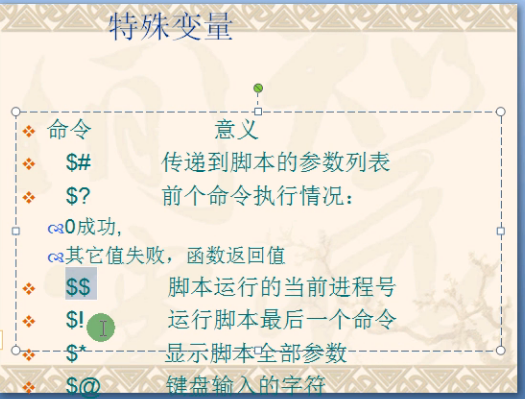 特殊变量
命令 意义
$# 传递到脚本的参数列表
$? 前个命令执行情况：
0成功,
其它值失败，函数返回值
$$ 脚本运行的当前进程号
$! 运行脚本最后一个命令
$* 显示脚本全部参数
$@ 键盘输入的字符